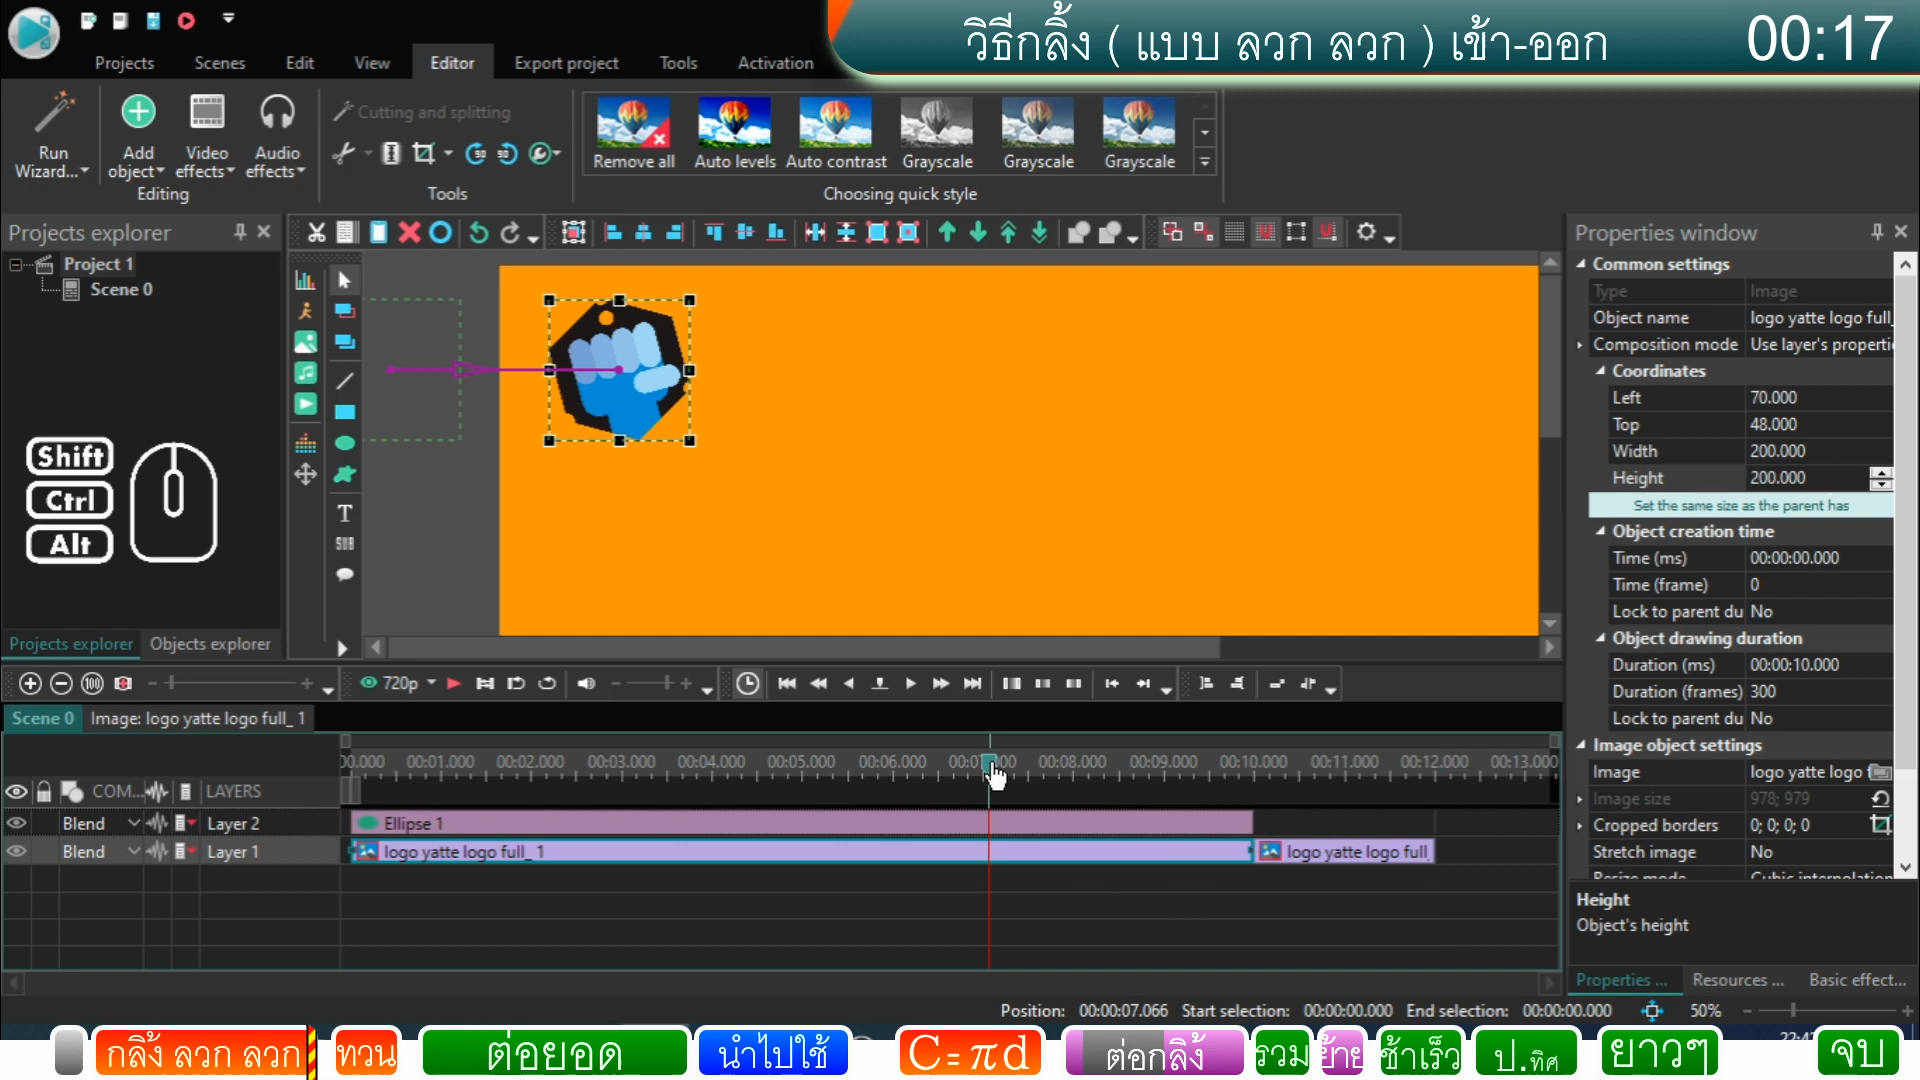 วิธีกลิ้ง ( แบบ ลวก ลวก ) เข้า-ออก
00:17
Projects Scenes Edit View Editor Export project Tools Activation
Run Wizard...
Add object
Video effects
Audio effects
Editing
Cutting and splitting
Tools
Remove all Auto levels Auto contrast Grayscale Grayscale Grayscale
Choosing quick style
Projects explorer
Project 1
Scene 0
Shift
Ctrl
Alt
Projects explorer Objects explorer
T
SUB
Properties window
Common settings
Type Image
Object name logo yatte logo full_
Composition mode Use layer's properti
Coordinates
Left 70.000
Top 48.000
Width 200.000
Height 200.000
Set the same size as the parent has
Object creation time
Time (ms) 00:00:00.000
Time (frame) 0
Lock to parent du No
Object drawing duration
Duration (ms) 00:00:10.000
Duration (frames) 300
Lock to parent du No
Image object settings
Image logo yatte logo
Image size 978; 979
Cropped borders 0; 0; 0; 0
Stretch image No
Resize mode Cubic interpolation
Height
Object's height
Properties ... Resources ... Basic effect...
720p
Scene 0 Image: logo yatte logo full_ 1
00.000 00:01.000 00:02.000 00:03.000 00:04.000 00:05.000 00:06.000 00:08.000 00:09.000 00:10.000 00:11.000 00:12.000 00:13.000
COM... LAYERS
Blend Layer 2 Ellipse 1
Blend Layer 1 logo yatte logo full_ 1 logo yatte logo full_
Position: 00:00:07.066 Start selection: 00:00:00.000 End selection: 00:00:00.000 50%
กลิ้ง ลวก ลวก ทวน ต่อยอด นำไปใช้ C=πd ต่อกลิ้ง รวม ย้าย ช้าเร็ว ป.ทิศ ยาวๆ จบ